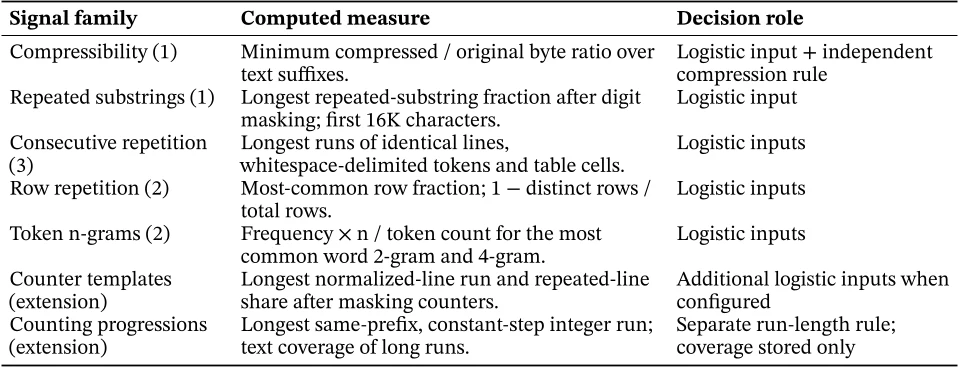 Signal family Computed measure Decision role
Compressibility (1) Minimum compressed / original byte ratio over Logistic input + independent
text suffixes. compression rule
Repeated substrings (1) Longest repeated-substring fraction after digit Logistic input
masking; first 16K characters.
Consecutive repetition Longest runs of identical lines, Logistic inputs
(3) whitespace-delimited tokens and table cells.
Row repetition (2) Most-common row fraction; 1 − distinct rows / Logistic inputs
total rows.
Token n-grams (2) Frequency × n / token count for the most Logistic inputs
common word 2-gram and 4-gram.
Counter templates Longest normalized-line run and repeated-line Additional logistic inputs when
(extension) share after masking counters. configured
Counting progressions Longest same-prefix, constant-step integer run; Separate run-length rule;
(extension) text coverage of long runs. coverage stored only